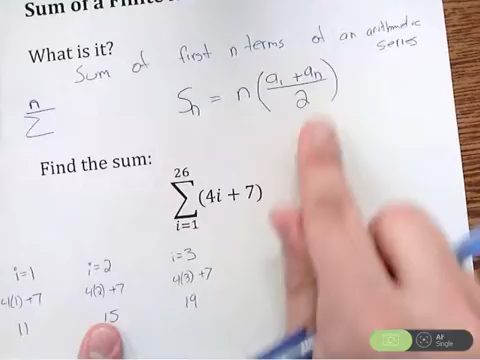 Sum of a Finite
What is it?
Sum of first n terms of an arithmetic
series
n
Σ
Sn = n(a1 + an / 2)
Find the sum:
26
∑(4i + 7)
i=1
i=1
i=2
i=3
4(1)+7
4(2)+7
4(3)+7
11
15
19
AF
Single